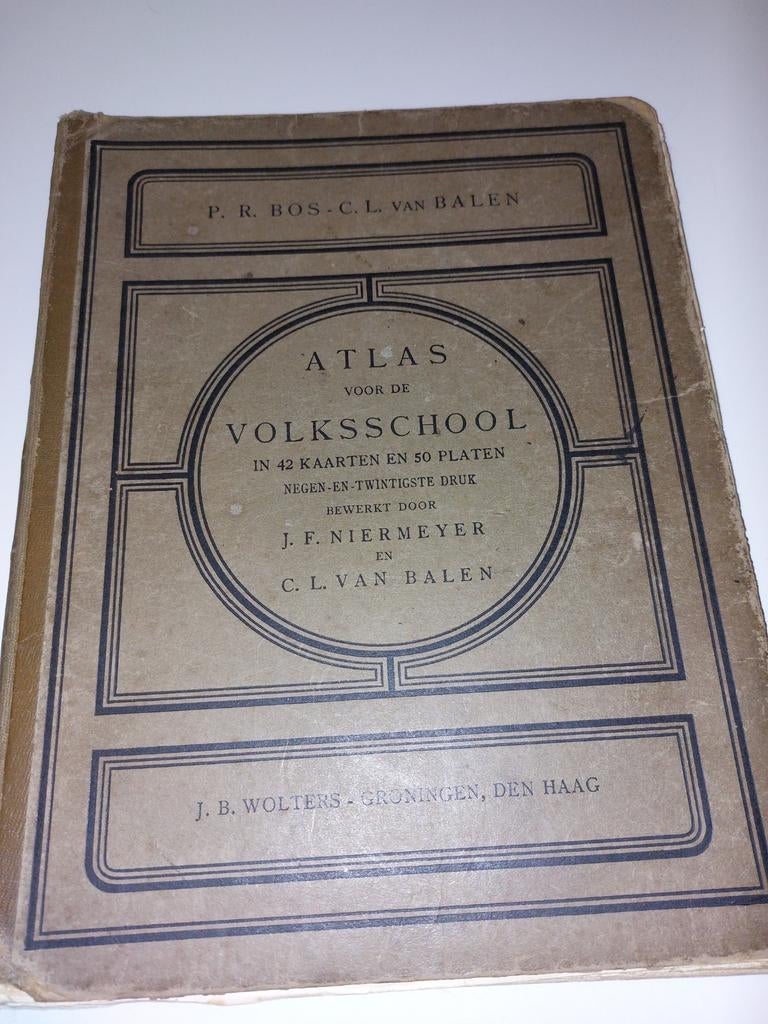 P. R. BOS - C. L. VAN BALEN
ATLAS
VOOR DE
VOLKSSCHOOL
IN 42 KAARTEN EN 50 PLATEN
NEGEN-EN-TWINTIGSTE DRUK
BEWERKT DOOR
J. F. NIERMEYER
EN
C. L. VAN BALEN
J. B. WOLTERS - GRONINGEN, DEN HAAG